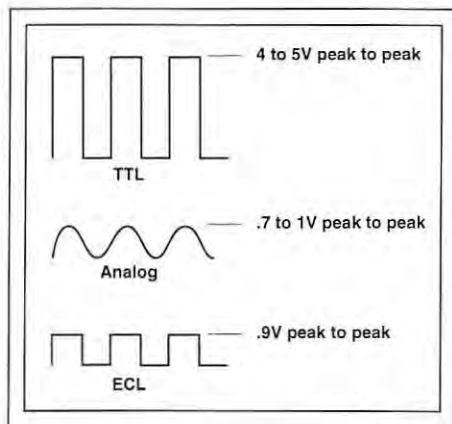 4 to 5V peak to peak
TTL
.7 to 1V peak to peak
Analog
.9V peak to peak
ECL